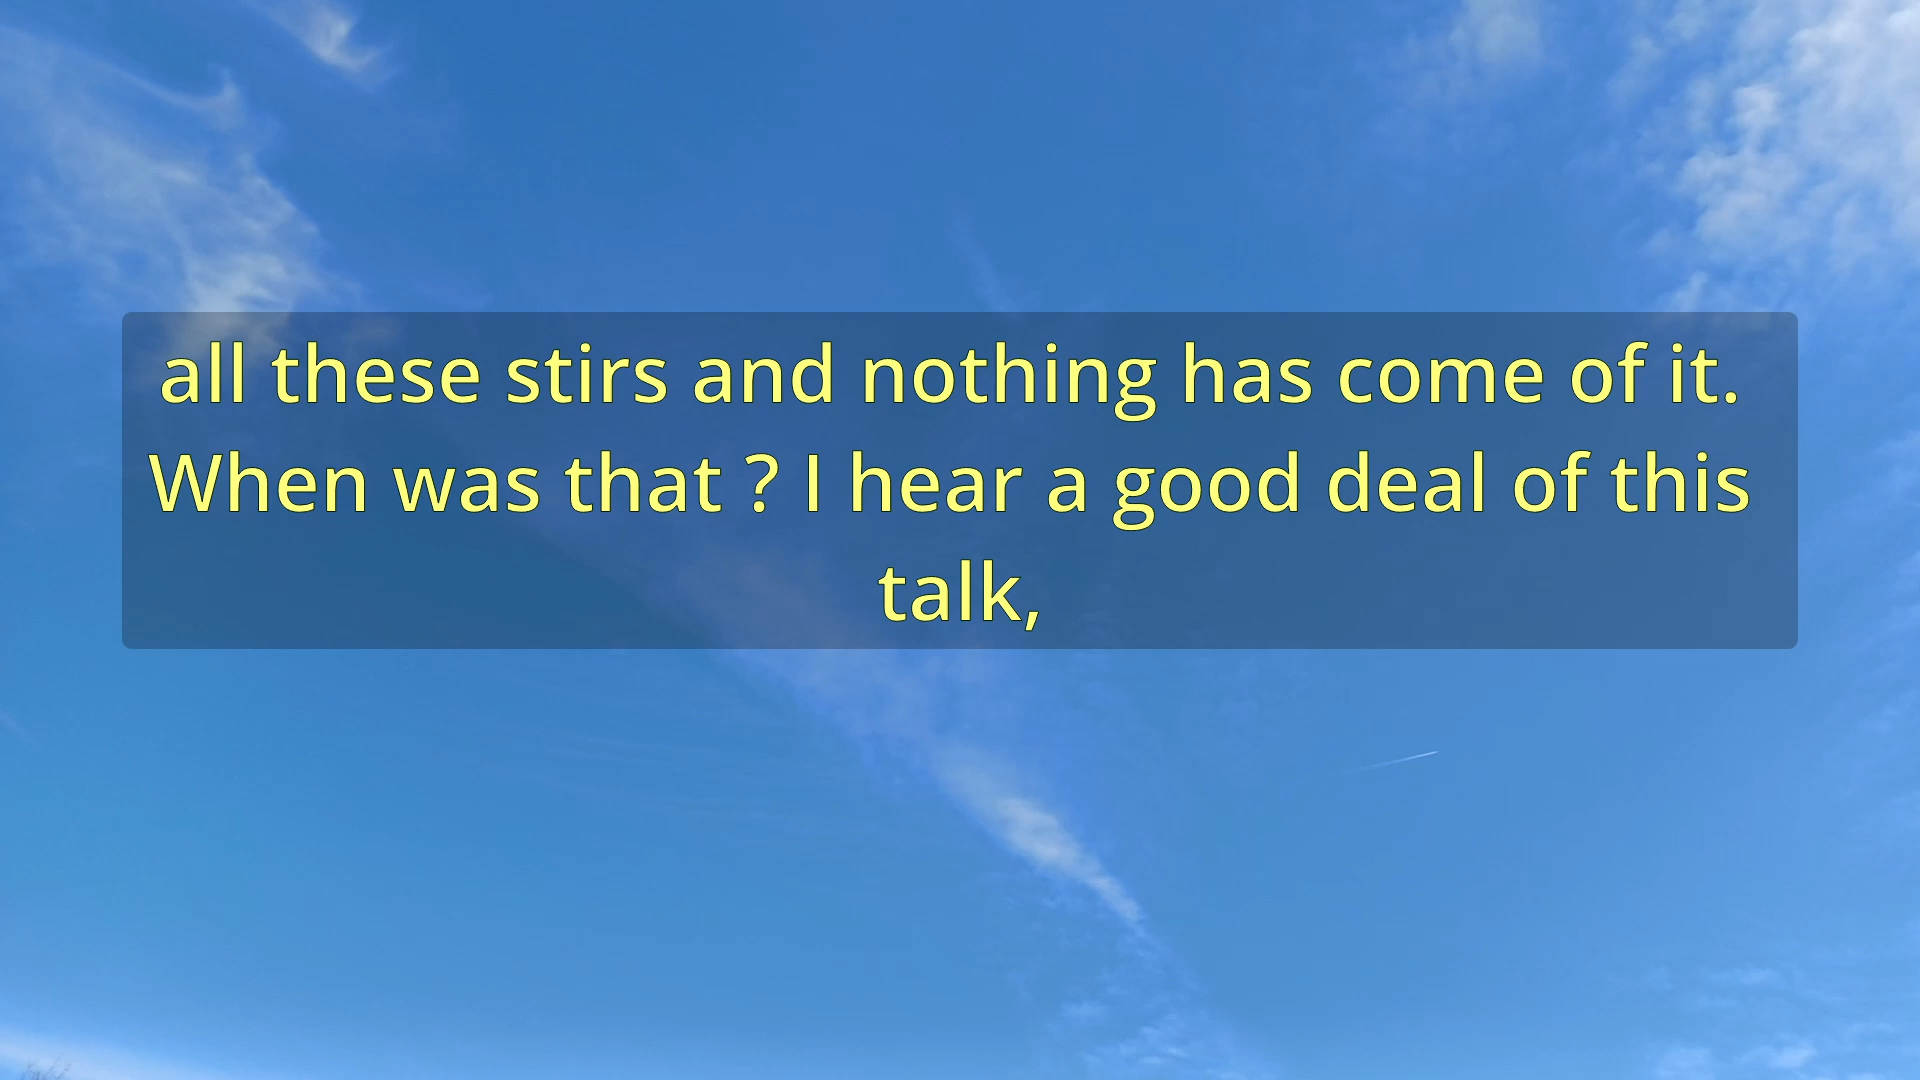 all these stirs and nothing has come of it.
When was that ? I hear a good deal of this
talk,